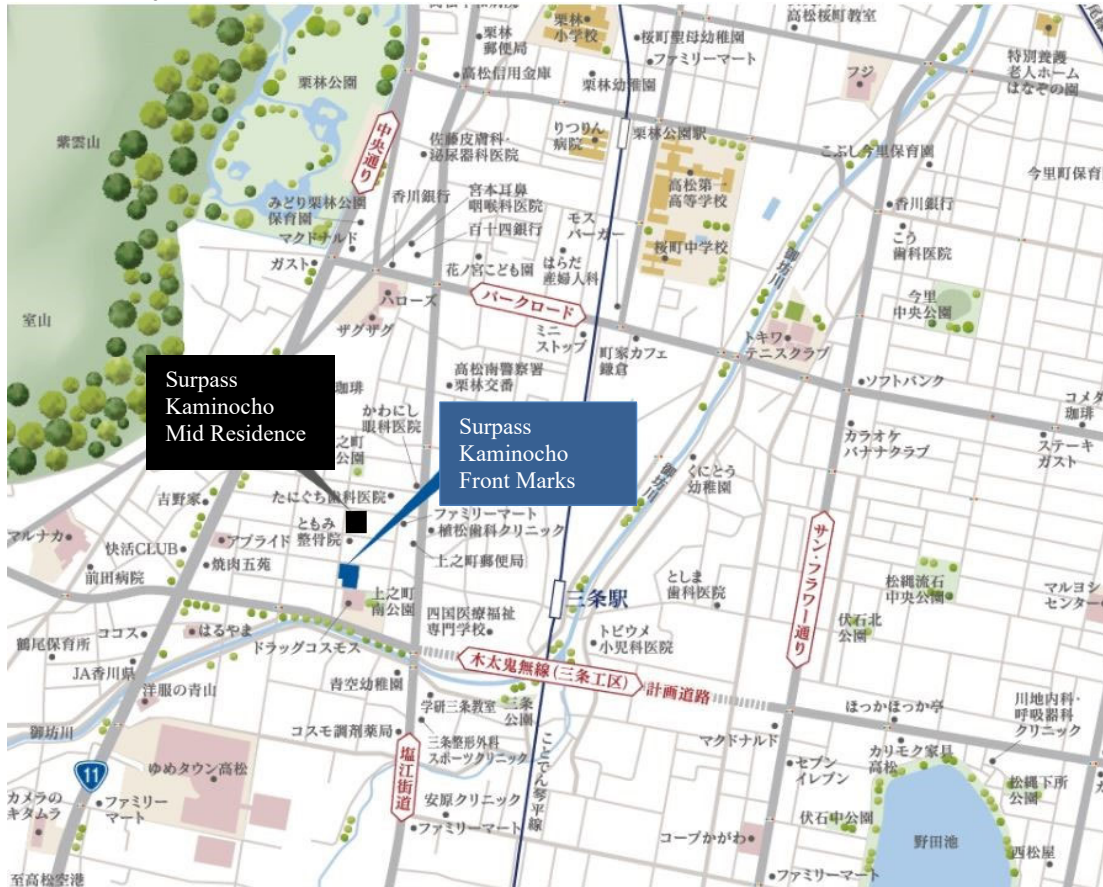 栗林
小学校
高松桜町教室
栗林
郵便局
桜町聖母幼稚園
ファミリーマート
特別養護
老人ホーム
はなぞの園
フジ
栗林公園
高松信用金庫
栗林幼稚園
紫雲山
中央通り
佐藤皮膚科・
泌尿器科医院
りつりん
病院
栗林公園駅
こぶし今里保育園
高松第一
高等学校
今里町保育
香川銀行
宮本耳鼻
咽喉科医院
みどり栗林公園
保育園
香川銀行
マクドナルド
百十四銀行
モス
バーガー
桜町中学校
こう
歯科医院
ガスト
花ノ宮こども園
はらだ
産婦人科
御坊川
ハローズ
パークロード
今里
中央公園
室山
ザグザグ
ミニ
ストップ
町家カフェ
鎌倉
トキワ
テニスクラブ
高松南警察署
栗林交番
ソフトバンク
Surpass
Kaminocho
Mid Residence
珈琲
コメダ
珈琲
かわにし
眼科医院
Surpass
Kaminocho
Front Marks
上之町
公園
カラオケ
バナナクラブ
ステーキ
ガスト
御坊川
くにとう
幼稚園
吉野家
たにぐち歯科医院
ファミリーマート
植松歯科クリニック
マルナカ
快活CLUB
アプライド
ともみ
整骨院
サン・フラワー通り
上之町郵便局
焼肉五苑
前田病院
三条駅
としま
歯科医院
松縄流石
中央公園
マルヨシ
センター
上之町
南公園
四国医療福祉
専門学校
トビウメ
小児科医院
伏石北
公園
ココス
はるやま
鶴尾保育所
ドラッグコスモス
JA香川県
木太鬼無線(三条工区)
計画道路
青空幼稚園
洋服の青山
学研三条教室
三条
公園
ほっかほっか亭
川地内科・
呼吸器科
クリニック
御坊川
コスモ調剤薬局
三条整形外科
スポーツクリニック
マクドナルド
カリモク家具
高松
11
ゆめタウン高松
塩江街道
ことでん琴平線
セブン
イレブン
松縄下所
公園
カメラの
キタムラ
ファミリー
マート
安原クリニック
伏石中公園
ファミリーマート
コープかがわ
野田池
西松屋
至高松空港
ファミリーマート